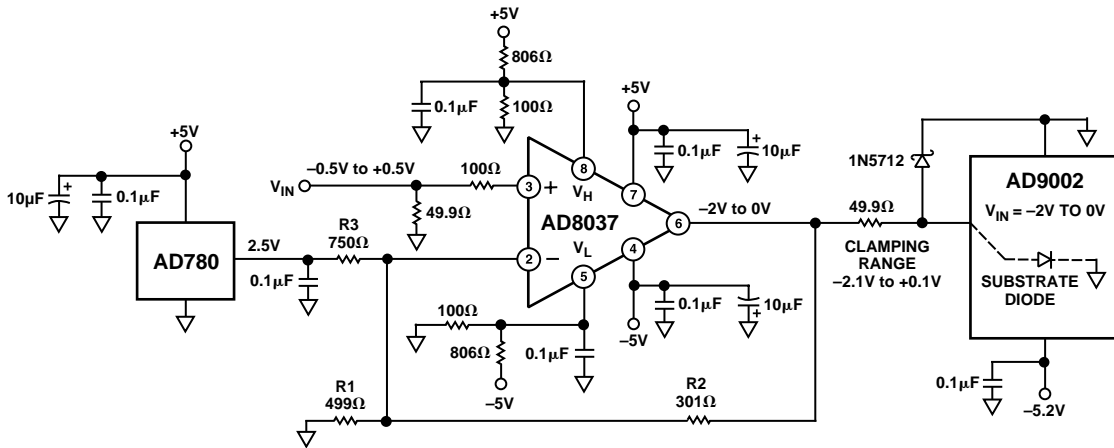 +5V
806Ω
0.1μF
100Ω
+5V
+5V
10μF
0.1μF
0.1μF
10μF
+
+
V_IN
–0.5V to +0.5V
100Ω
49.9Ω
3
+
8
V_H
7
AD8037
6
–2V to 0V
49.9Ω
1N5712
AD9002
V_IN = –2V TO 0V
SUBSTRATE
DIODE
CLAMPING
RANGE
–2.1V to +0.1V
AD780
2.5V
0.1μF
R3
750Ω
2
–
V_L
5
4
0.1μF
10μF
+
–5V
100Ω
806Ω
–5V
0.1μF
R1
499Ω
R2
301Ω
0.1μF
–5.2V